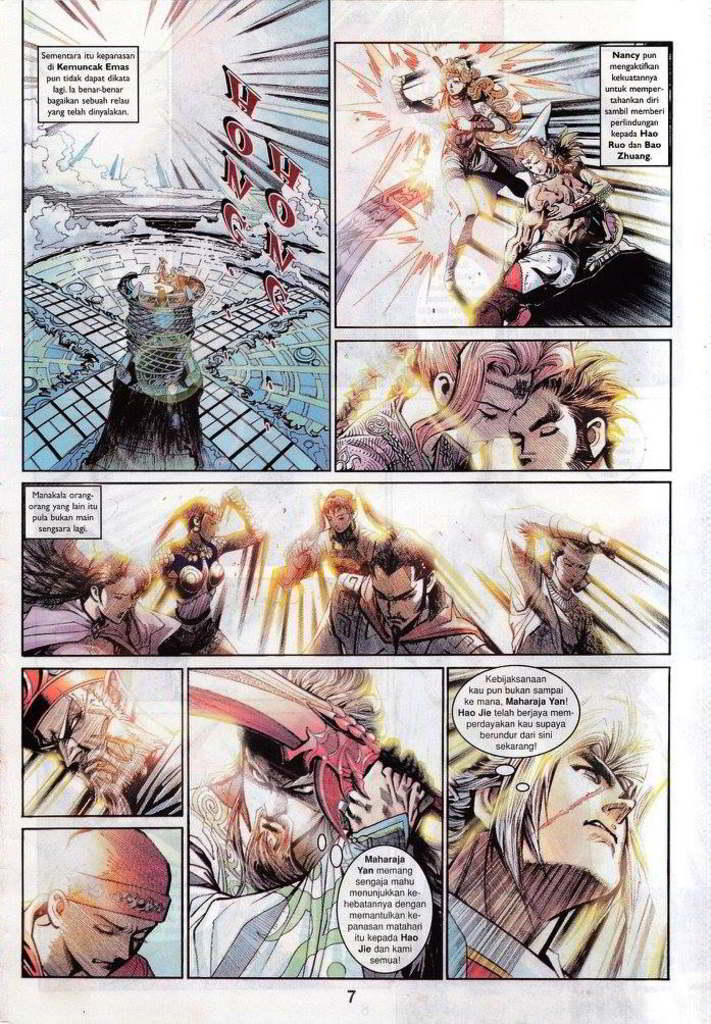 Sementara itu kepanasan
di Kemuncak Emas
pun tidak dapat dikata
lagi. Ia benar-benar
bagaikan sebuah relau
yang telah dinyalakan.
HONG
HONG
Nancy pun
mengaktifkan
kekuatannya
untuk memper-
tahankan diri
sambil memberi
perlindungan
kepada Hao
Ruo dan Bao
Zhuang.
Manakala orang-
orang yang lain itu
pula bukan main
sengsara lagi.
Maharaja
Yan memang
sengaja mahu
menunjukkan ke-
hebatannya dengan
memantulkan ke-
panasan matahari
itu kepada Hao
Jie dan kami
semua!
Kebijaksanaan
kau pun bukan sampai
ke mana, Maharaja Yan!
Hao Jie telah berjaya mem-
perdayakan kau supaya
berundur dari sini
sekarang!
7